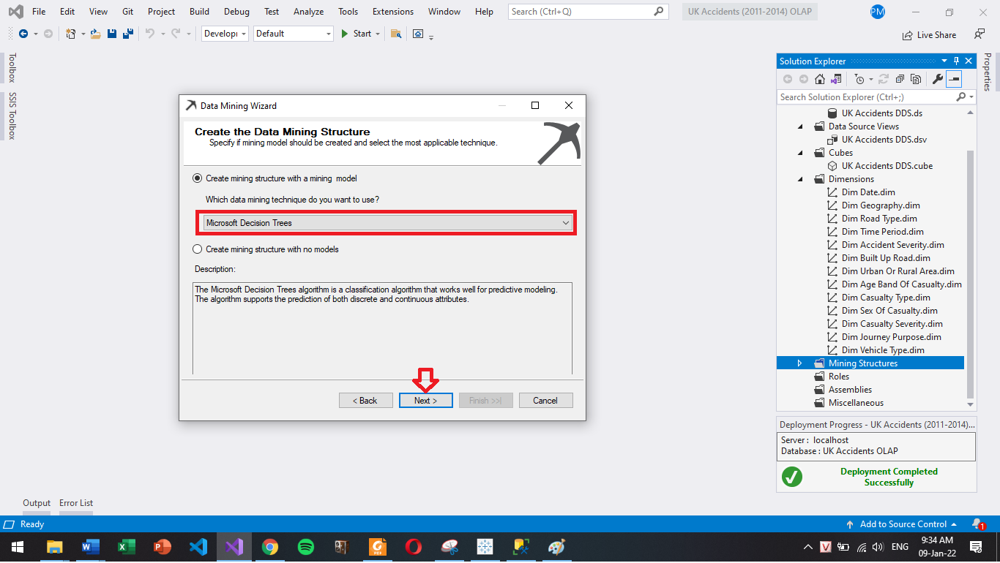 File Edit View Git Project Build Debug Test Analyze Tools Extensions Window Help Search (Ctrl+Q) UK Accidents (2011-2014) OLAP PM
Develop Default Start Live Share
Toolbox
SSIS Toolbox
Data Mining Wizard
Create the Data Mining Structure
Specify if mining model should be created and select the most applicable technique.
Create mining structure with a mining model
Which data mining technique do you want to use?
Microsoft Decision Trees
Create mining structure with no models
Description:
The Microsoft Decision Trees algorithm is a classification algorithm that works well for predictive modeling.
The algorithm supports the prediction of both discrete and continuous attributes.
< Back Next > Finish >>| Cancel
Solution Explorer
Search Solution Explorer (Ctrl+;)
UK Accidents DDS.ds
Data Source Views
UK Accidents DDS.dsv
Cubes
UK Accidents DDS.cube
Dimensions
Dim Date.dim
Dim Geography.dim
Dim Road Type.dim
Dim Time Period.dim
Dim Accident Severity.dim
Dim Built Up Road.dim
Dim Urban Or Rural Area.dim
Dim Age Band Of Casualty.dim
Dim Casualty Type.dim
Dim Sex Of Casualty.dim
Dim Casualty Severity.dim
Dim Journey Purpose.dim
Dim Vehicle Type.dim
Mining Structures
Roles
Assemblies
Miscellaneous
Properties
Deployment Progress - UK Accidents (2011-2014)...
Server : localhost
Database : UK Accidents OLAP
Deployment Completed
Successfully
Output Error List
Ready Add to Source Control 1
ENG
9:34 AM
09-Jan-22